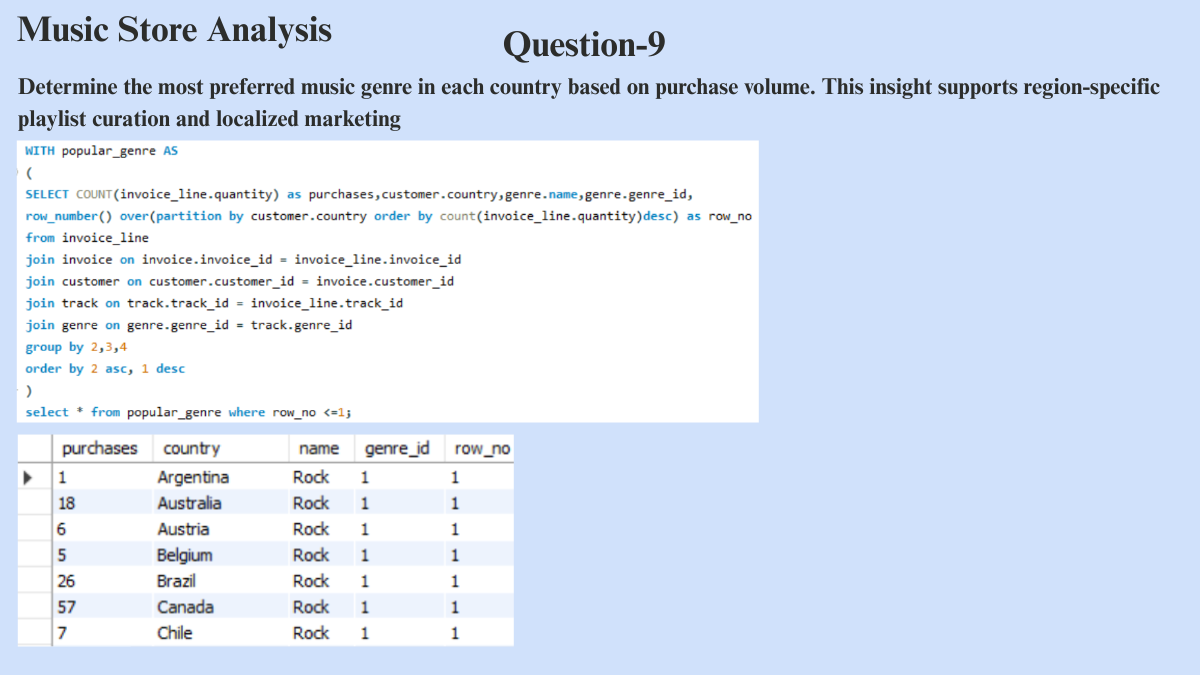 Music Store Analysis
Question-9
Determine the most preferred music genre in each country based on purchase volume. This insight supports region-specific
playlist curation and localized marketing
WITH popular_genre AS
(
SELECT COUNT(invoice_line.quantity) as purchases,customer.country,genre.name,genre.genre_id,
row_number() over(partition by customer.country order by count(invoice_line.quantity)desc) as row_no
from invoice_line
join invoice on invoice.invoice_id = invoice_line.invoice_id
join customer on customer.customer_id = invoice.customer_id
join track on track.track_id = invoice_line.track_id
join genre on genre.genre_id = track.genre_id
group by 2,3,4
order by 2 asc, 1 desc
)
select * from popular_genre where row_no <=1;
purchases country name genre_id row_no
1 Argentina Rock 1 1
18 Australia Rock 1 1
6 Austria Rock 1 1
5 Belgium Rock 1 1
26 Brazil Rock 1 1
57 Canada Rock 1 1
7 Chile Rock 1 1